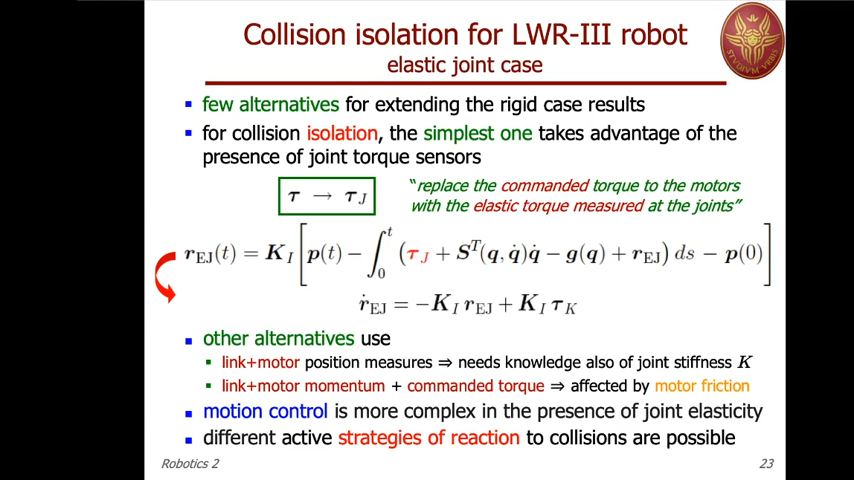 Collision isolation for LWR-III robot
elastic joint case
STVDIVM VRBIS
▪ few alternatives for extending the rigid case results
▪ for collision isolation, the simplest one takes advantage of the
presence of joint torque sensors
τ → τ_J
“replace the commanded torque to the motors
with the elastic torque measured at the joints”
r_EJ(t) = K_I [ p(t) − ∫_0^t (τ_J + S^T(q, q̇)q̇ − g(q) + r_EJ) ds − p(0) ]
ṙ_EJ = −K_I r_EJ + K_I τ_K
▪ other alternatives use
▪ link+motor position measures ⇒ needs knowledge also of joint stiffness K
▪ link+motor momentum + commanded torque ⇒ affected by motor friction
▪ motion control is more complex in the presence of joint elasticity
▪ different active strategies of reaction to collisions are possible
Robotics 2
23